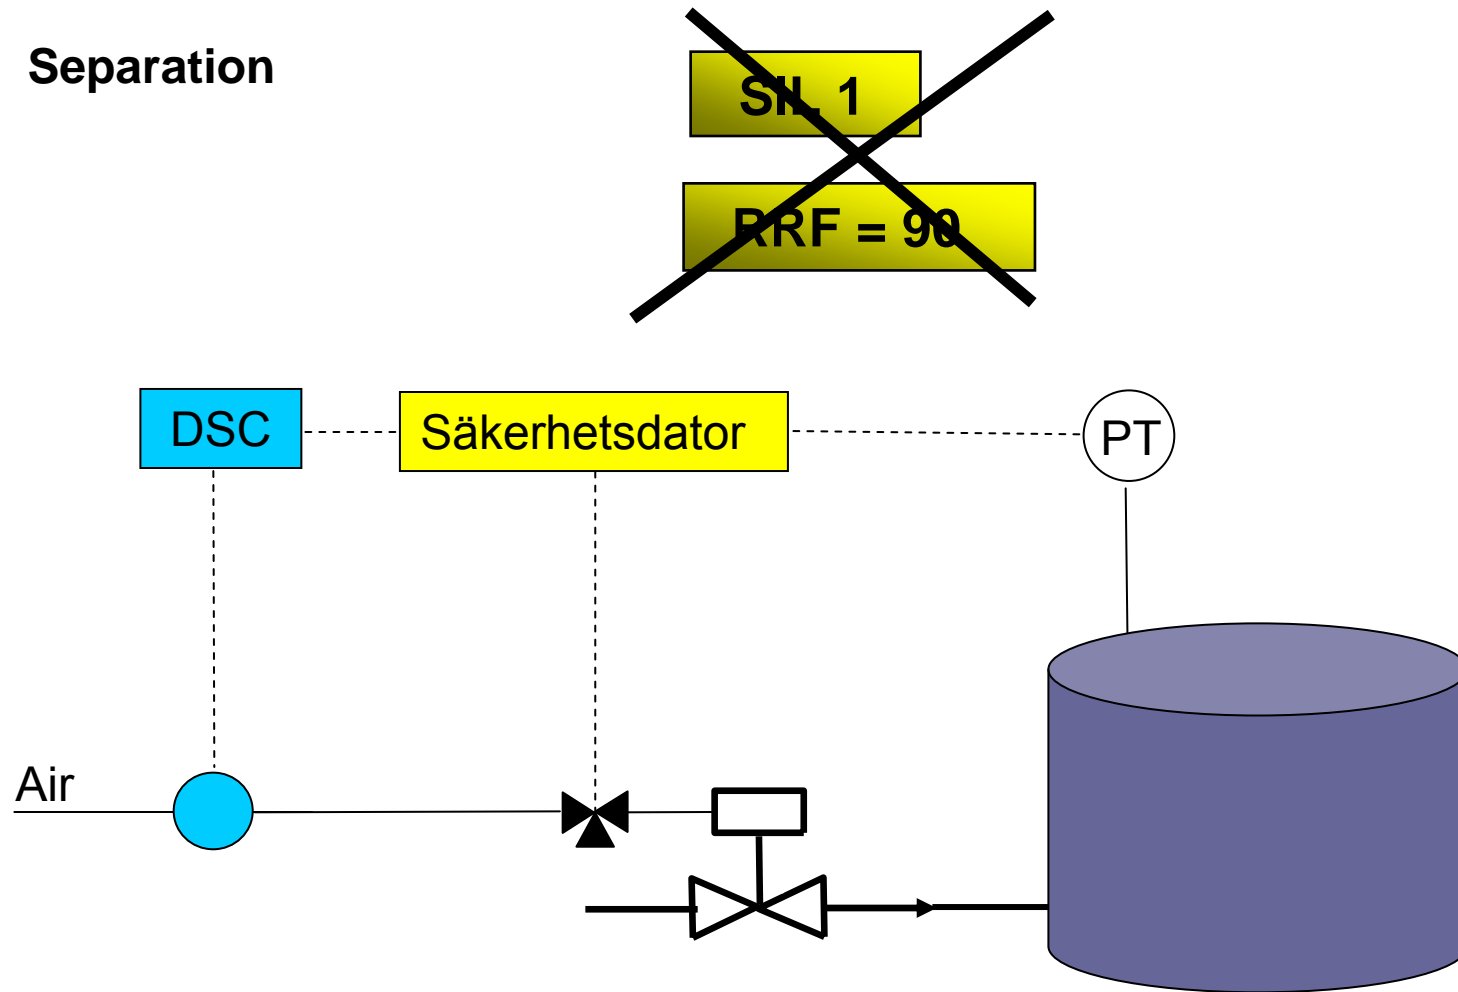 Separation
SIL 1
RRF = 90
DSC
Säkerhetsdator
PT
Air